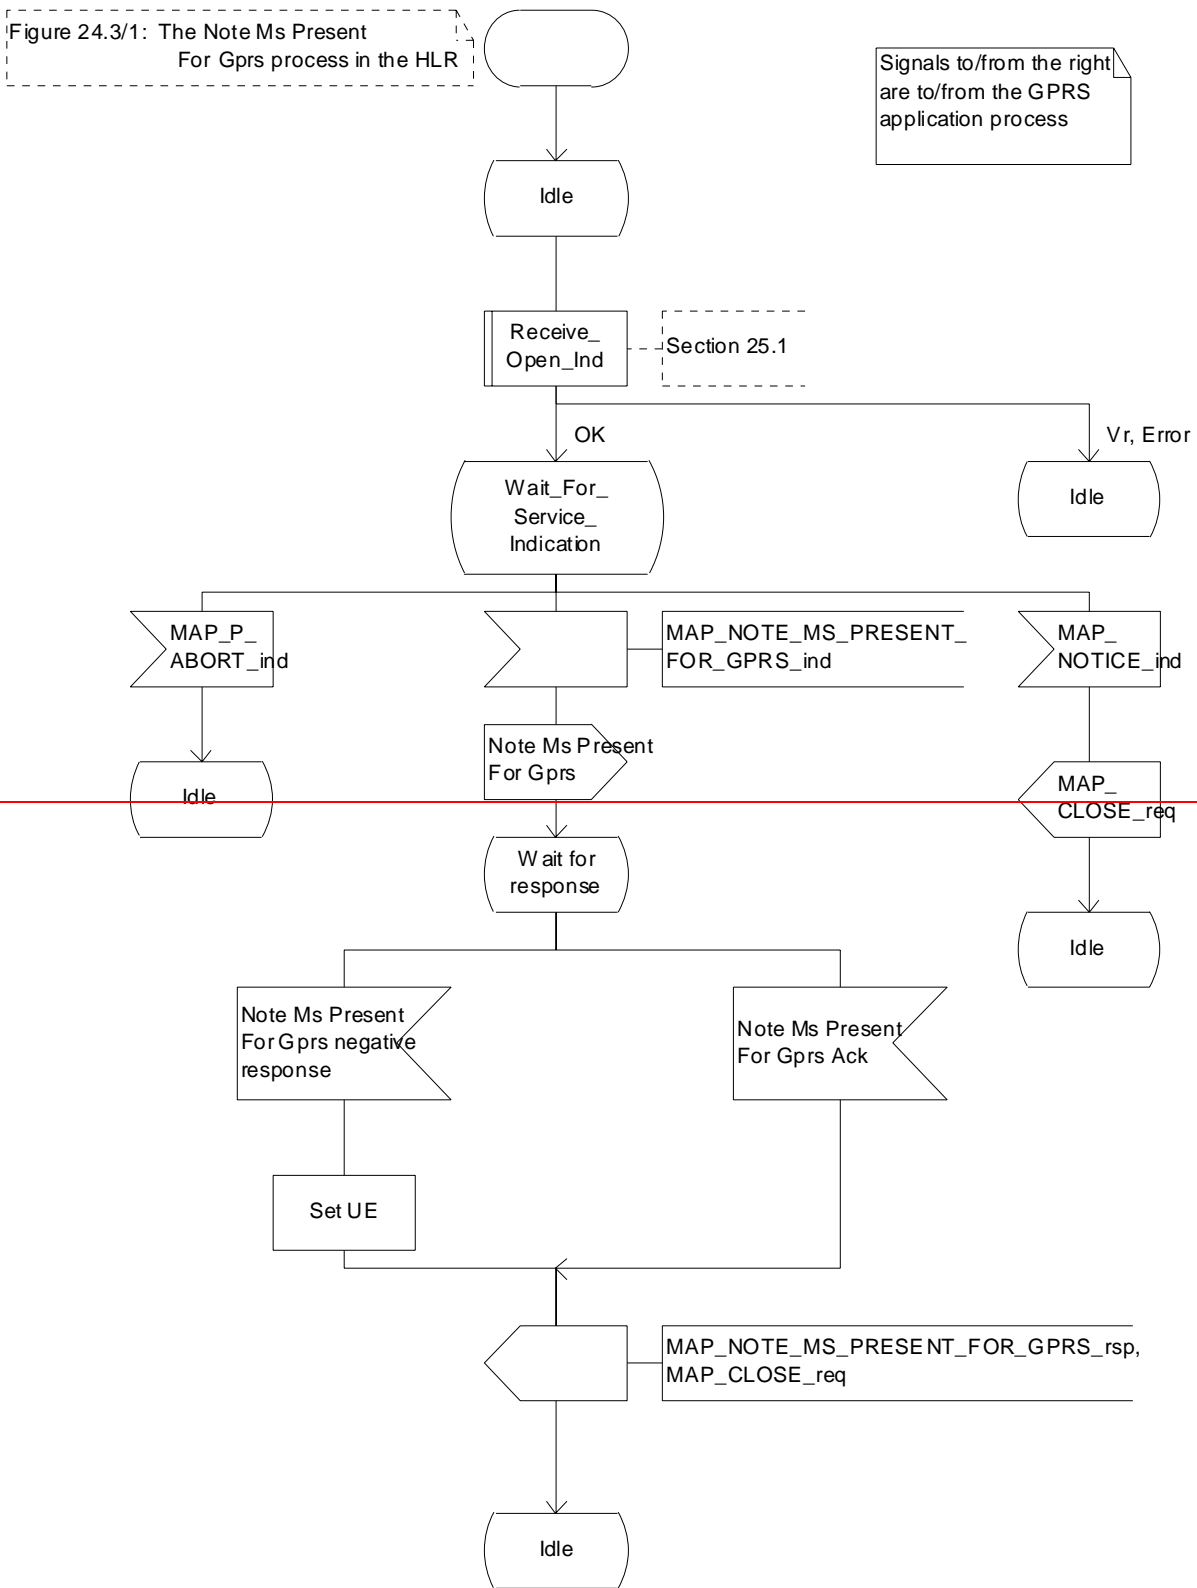 Figure 24.3/1: The Note Ms Present
For Gprs process in the HLR
Signals to/from the right
are to/from the GPRS
application process
Idle
Receive_
Open_Ind
Section 25.1
OK
Vr, Error
Wait_For_
Service_
Indication
Idle
MAP_P_
ABORT_ind
MAP_NOTE_MS_PRESENT_
FOR_GPRS_ind
MAP_
NOTICE_ind
Note Ms Present
For Gprs
Idle
MAP_
CLOSE_req
Wait for
response
Idle
Note Ms Present
For Gprs negative
response
Note Ms Present
For Gprs Ack
Set UE
MAP_NOTE_MS_PRESENT_FOR_GPRS_rsp,
MAP_CLOSE_req
Idle